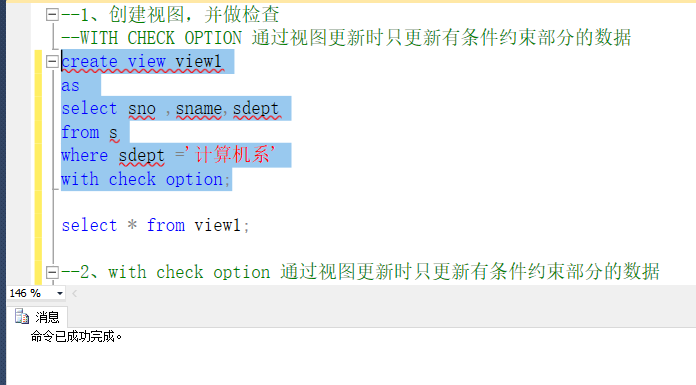 --1、创建视图，并做检查
--WITH CHECK OPTION 通过视图更新时只更新有条件约束部分的数据
create view view1
as
select sno ,sname,sdept
from s
where sdept ='计算机系'
with check option;
select * from view1;
--2、with check option 通过视图更新时只更新有条件约束部分的数据
146 %
消息
命令已成功完成。